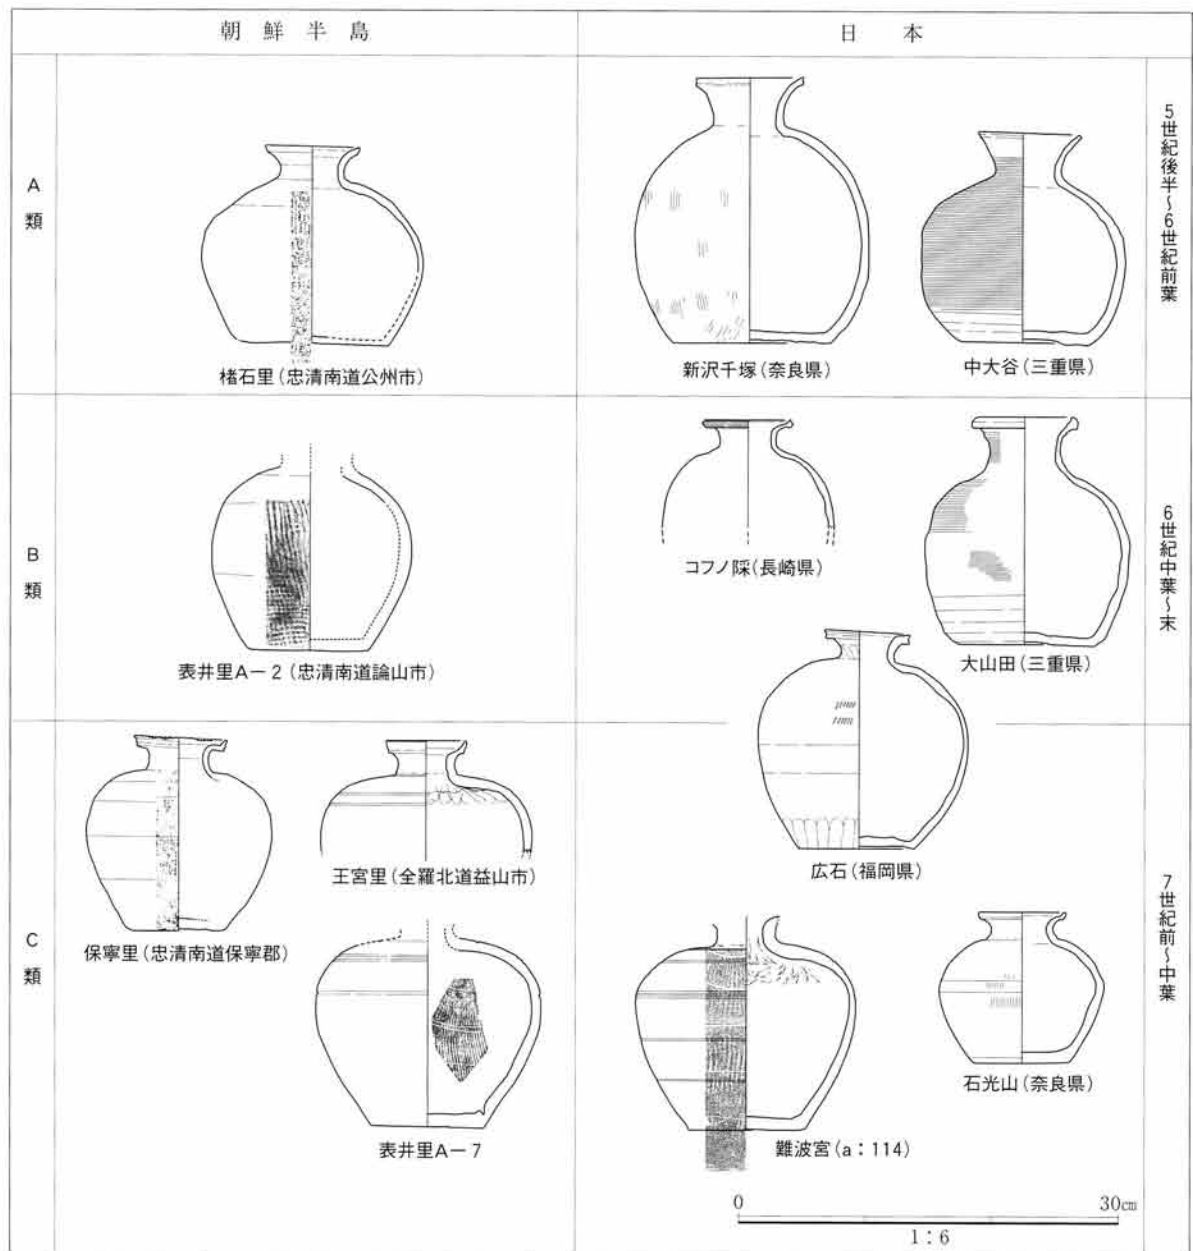 朝鮮半島
日本
A類
楮石里(忠清南道公州市)
新沢千塚(奈良県)
中大谷(三重県)
5世紀後半〜6世紀前葉
B類
表井里A-2(忠清南道論山市)
コフノ隊(長崎県)
大山田(三重県)
6世紀中葉〜末
広石(福岡県)
C類
保寧里(忠清南道保寧郡)
王宮里(全羅北道益山市)
表井里A-7
難波宮(a:114)
石光山(奈良県)
7世紀前〜中葉
0 30㎝
1:6